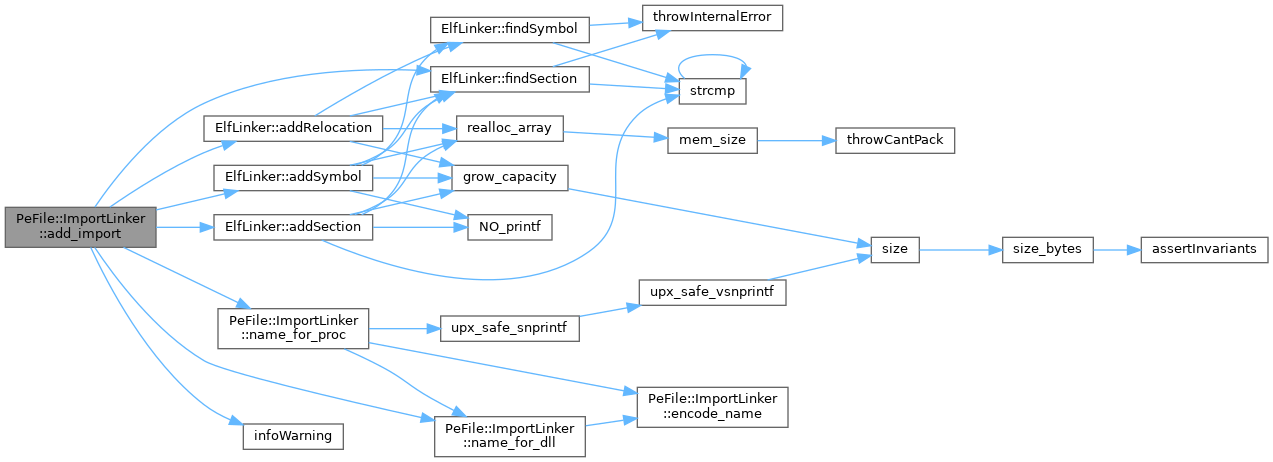 PeFile::ImportLinker
::add_import
ElfLinker::addRelocation
ElfLinker::addSymbol
ElfLinker::addSection
PeFile::ImportLinker
::name_for_proc
infoWarning
ElfLinker::findSymbol
ElfLinker::findSection
realloc_array
grow_capacity
NO_printf
upx_safe_snprintf
PeFile::ImportLinker
::name_for_dll
throwInternalError
strcmp
mem_size
upx_safe_vsnprintf
PeFile::ImportLinker
::encode_name
throwCantPack
size
size_bytes
assertInvariants